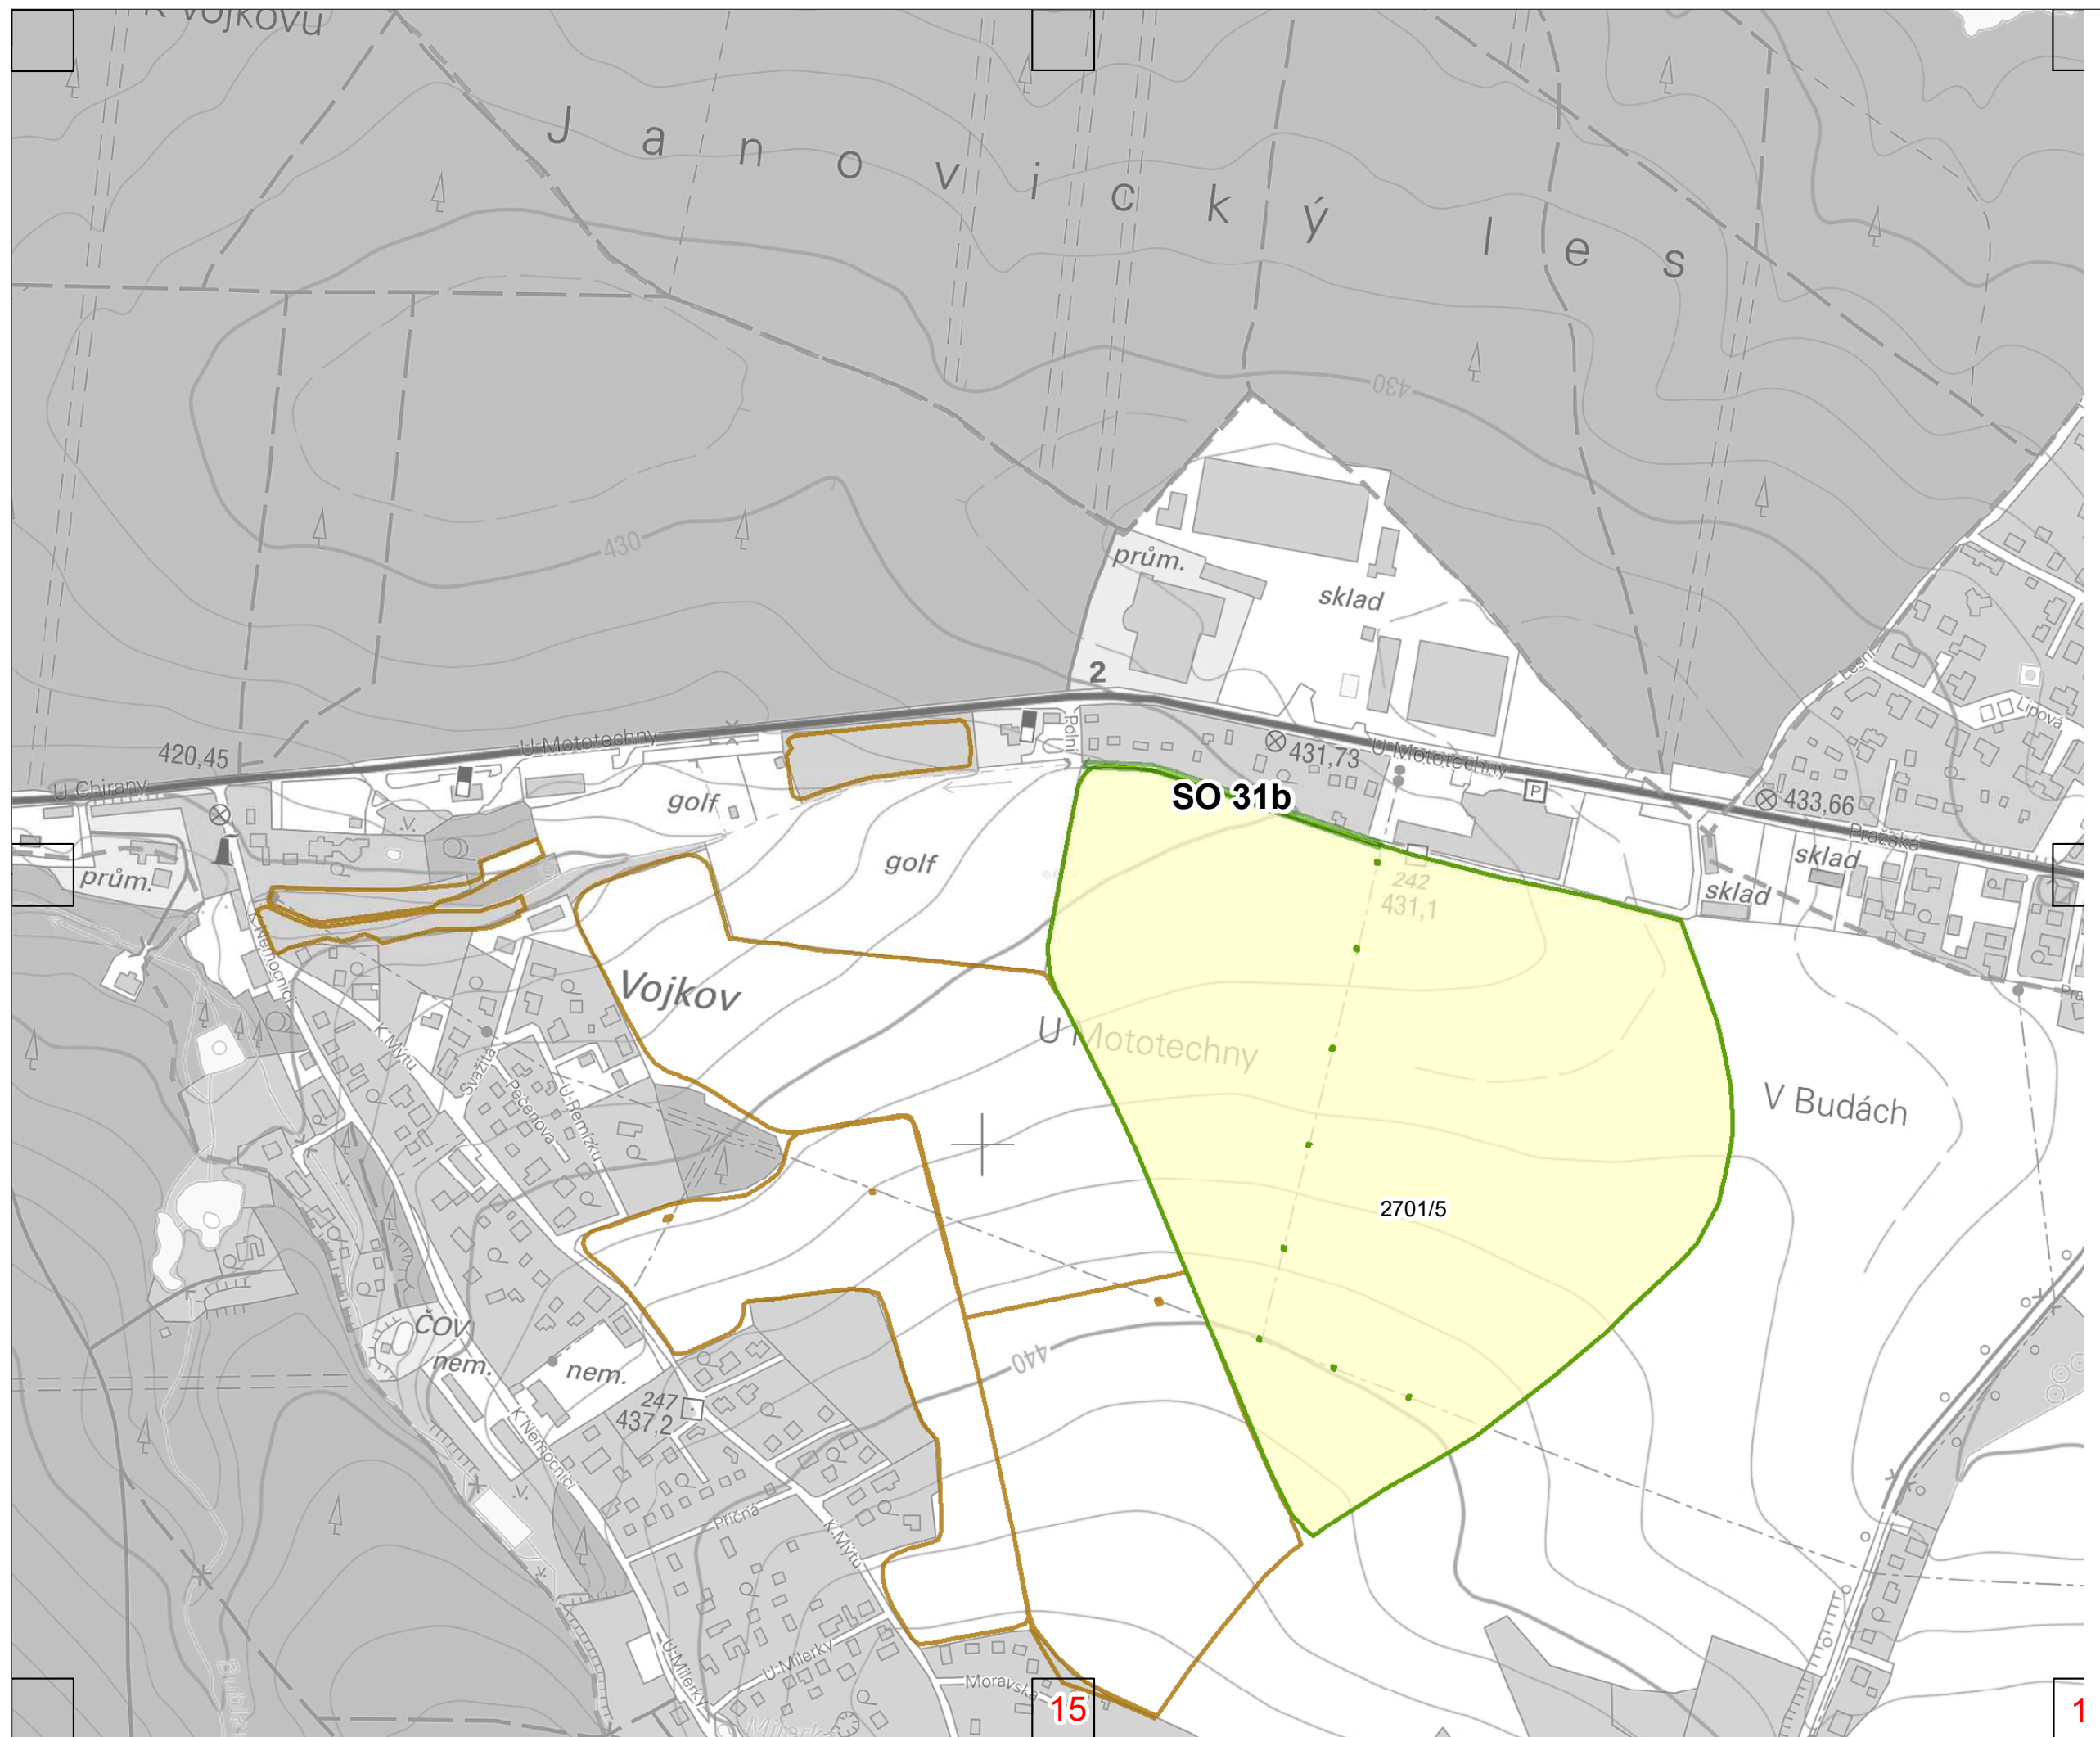 K Vojkovu
Janovický les
430
430
prům.
sklad
2
420,45
U Mototechny
Polní
431,73
U Mototechny
Lesní
Lipová
U Chirany
golf
SO 31b
P
433,66
Pražská
.v.
golf
sklad
prům.
242
431,1
sklad
K Nemocnici
Vojkov
U Mototechny
K Mýtu
Svažitá
Pečenova
U Remízku
V Budách
2701/5
ČOV
nem.
nem.
440
247
437,2
K Nemocnici
.v.
Příčná
K Mýtu
.v.
U Milerky
U Milerky
Moravská
15
1